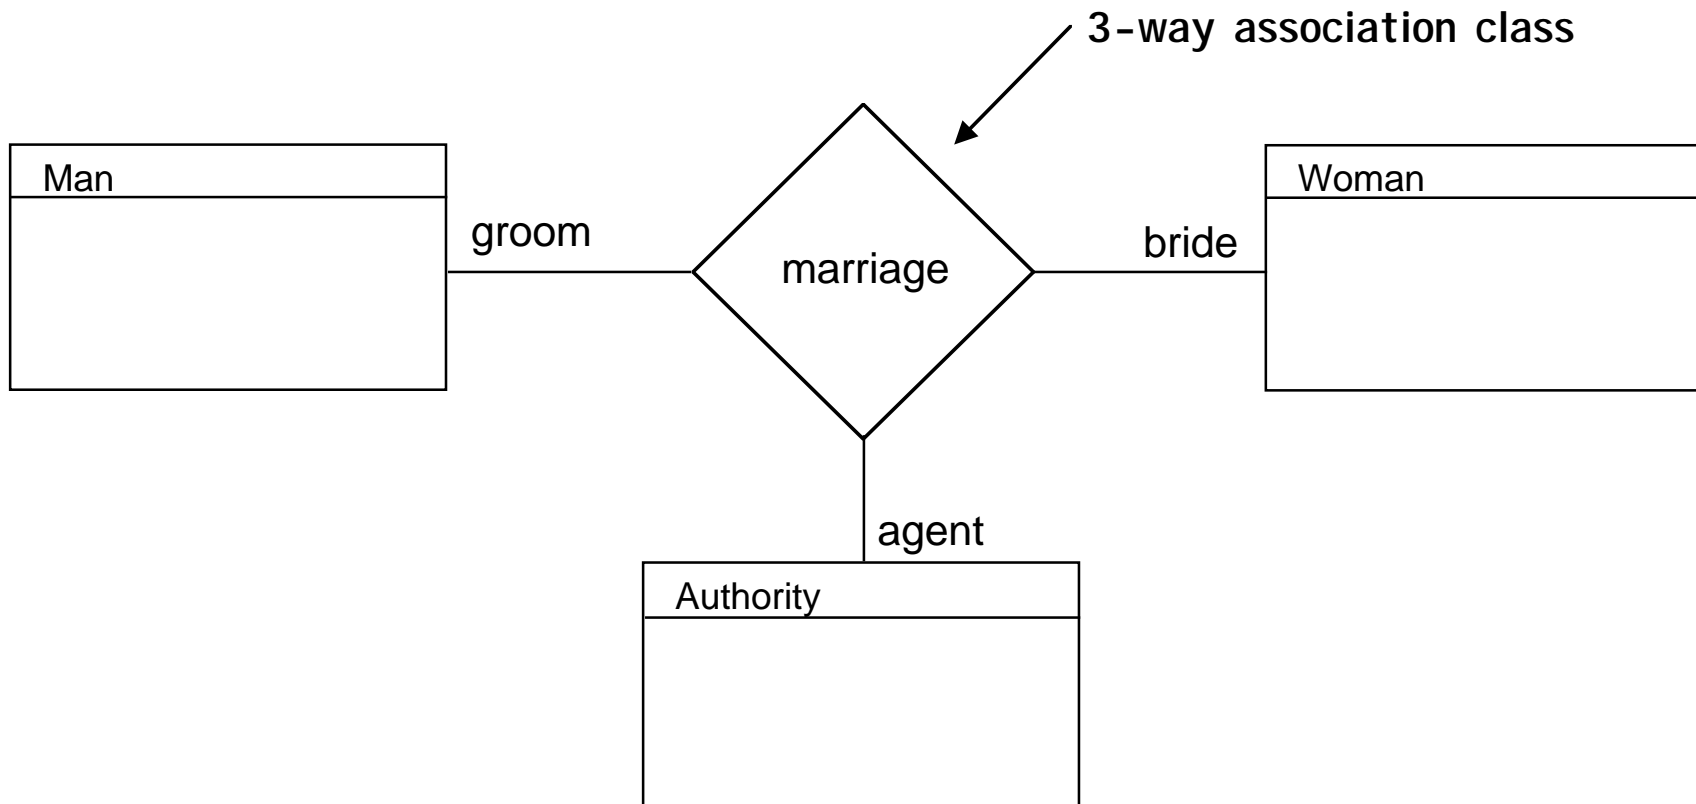 3-way association class
Man
Woman
groom
bride
marriage
agent
Authority